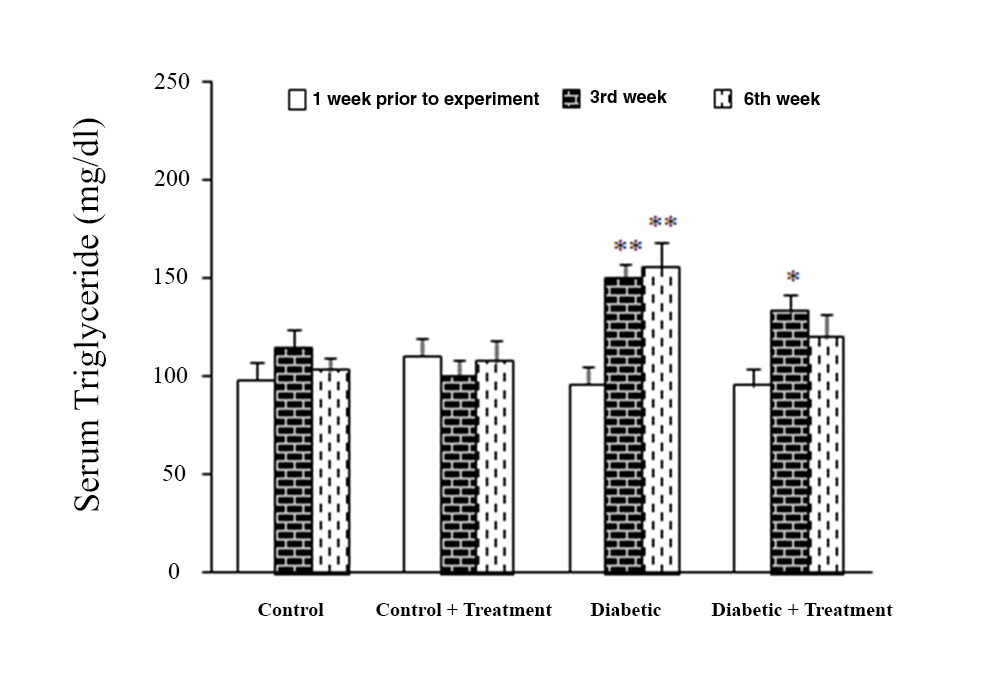 250
1 week prior to experiment 3rd week 6th week
200
150
100
50
0
Serum Triglyceride (mg/dl)
** **
*
Control Control + Treatment Diabetic Diabetic + Treatment